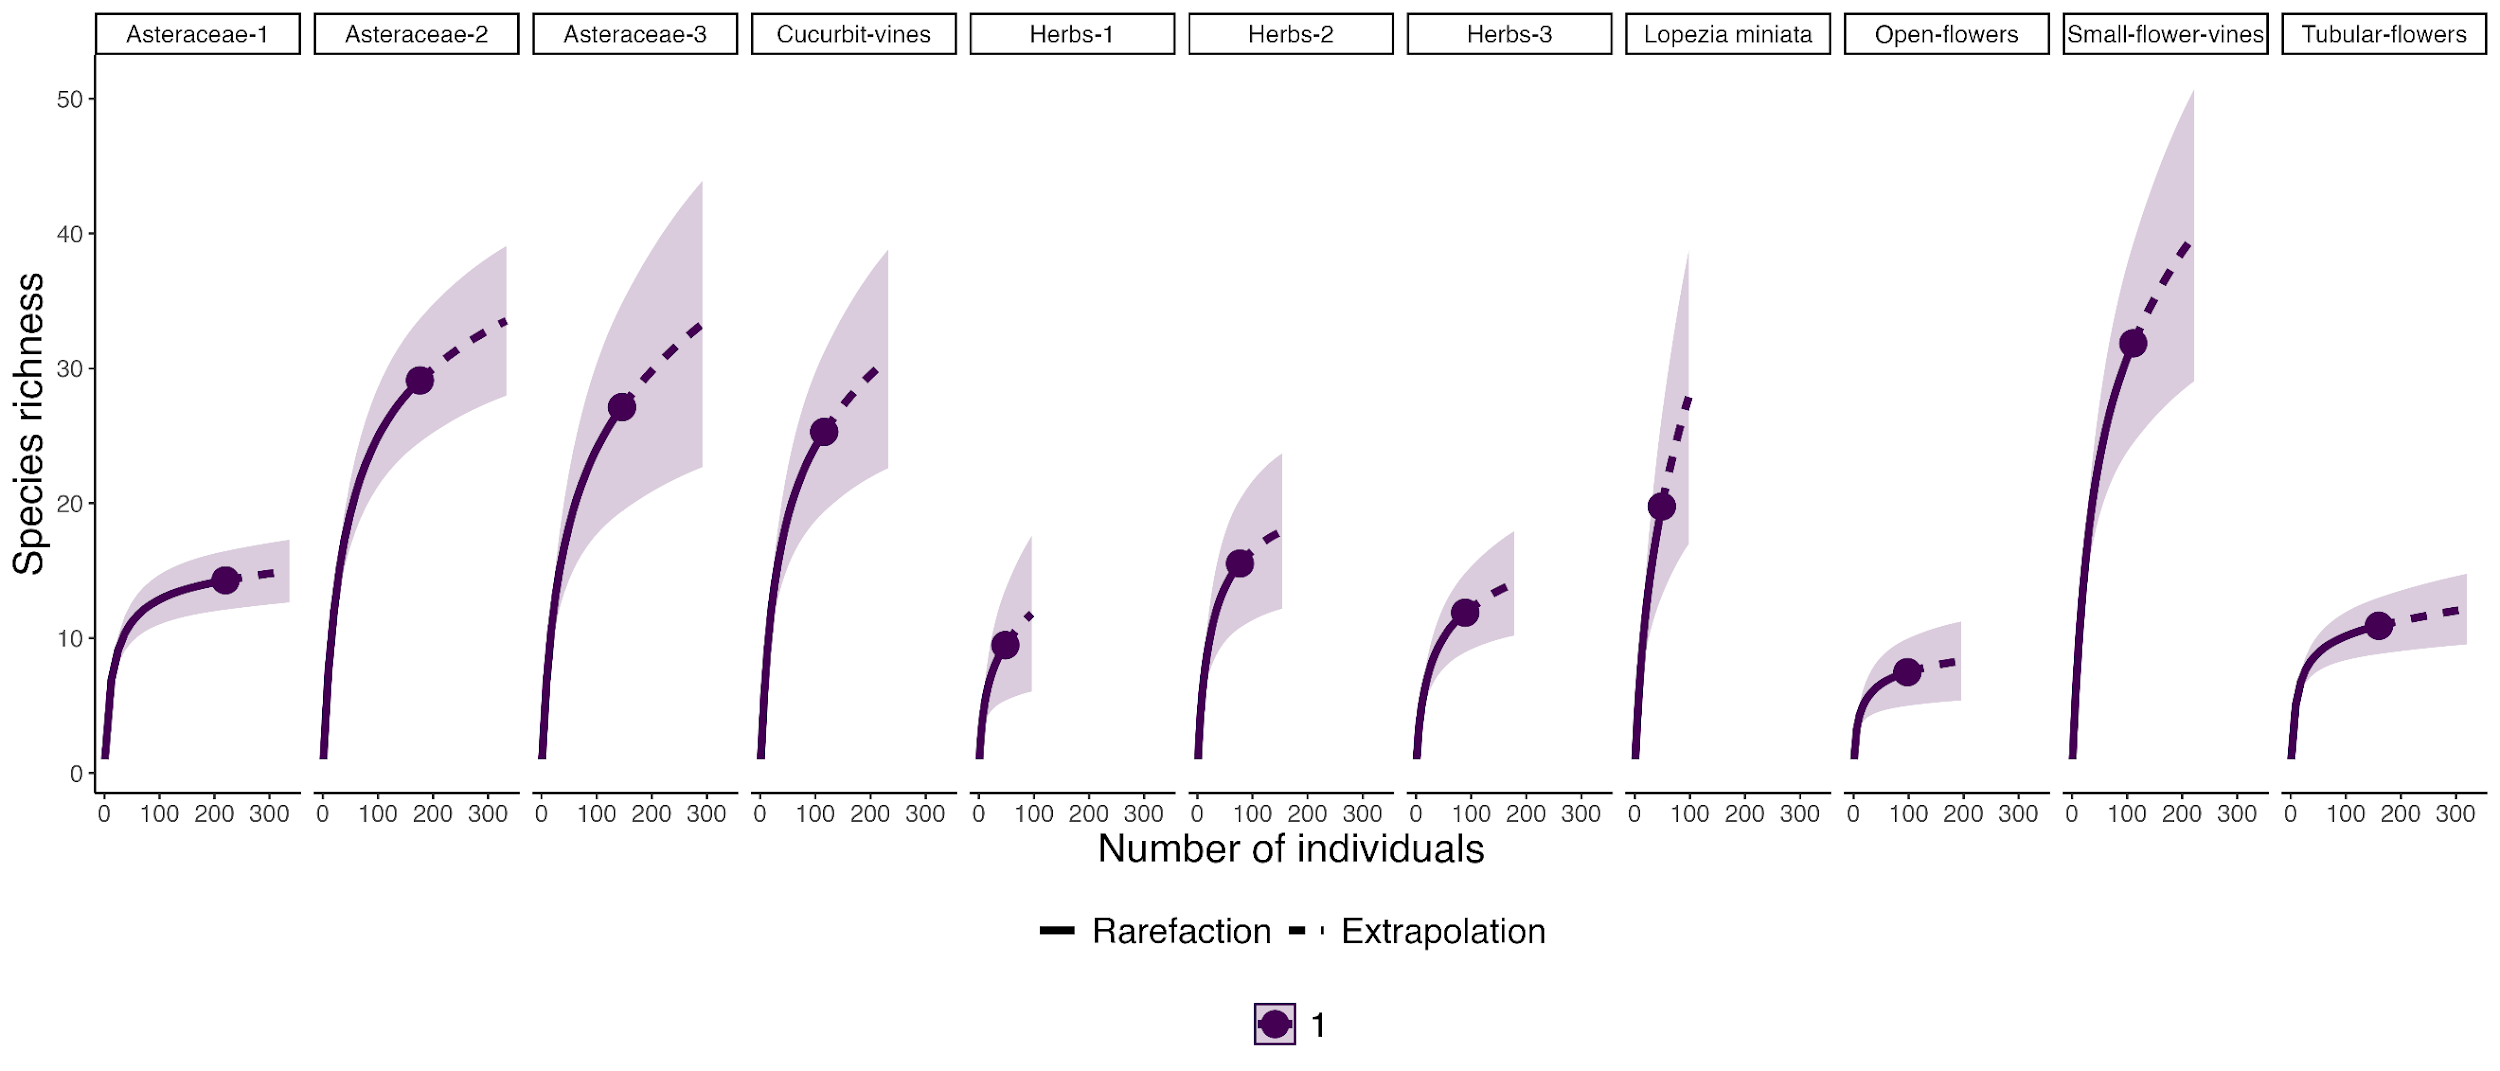 Asteraceae-1 Asteraceae-2 Asteraceae-3 Cucurbit-vines Herbs-1 Herbs-2 Herbs-3 Lopezia miniata Open-flowers Small-flower-vines Tubular-flowers
Species richness
50
40
30
20
10
0
0 100 200 300 0 100 200 300 0 100 200 300 0 100 200 300 0 100 200 300 0 100 200 300 0 100 200 300 0 100 200 300 0 100 200 300 0 100 200 300 0 100 200 300
Number of individuals
Rarefaction Extrapolation
1